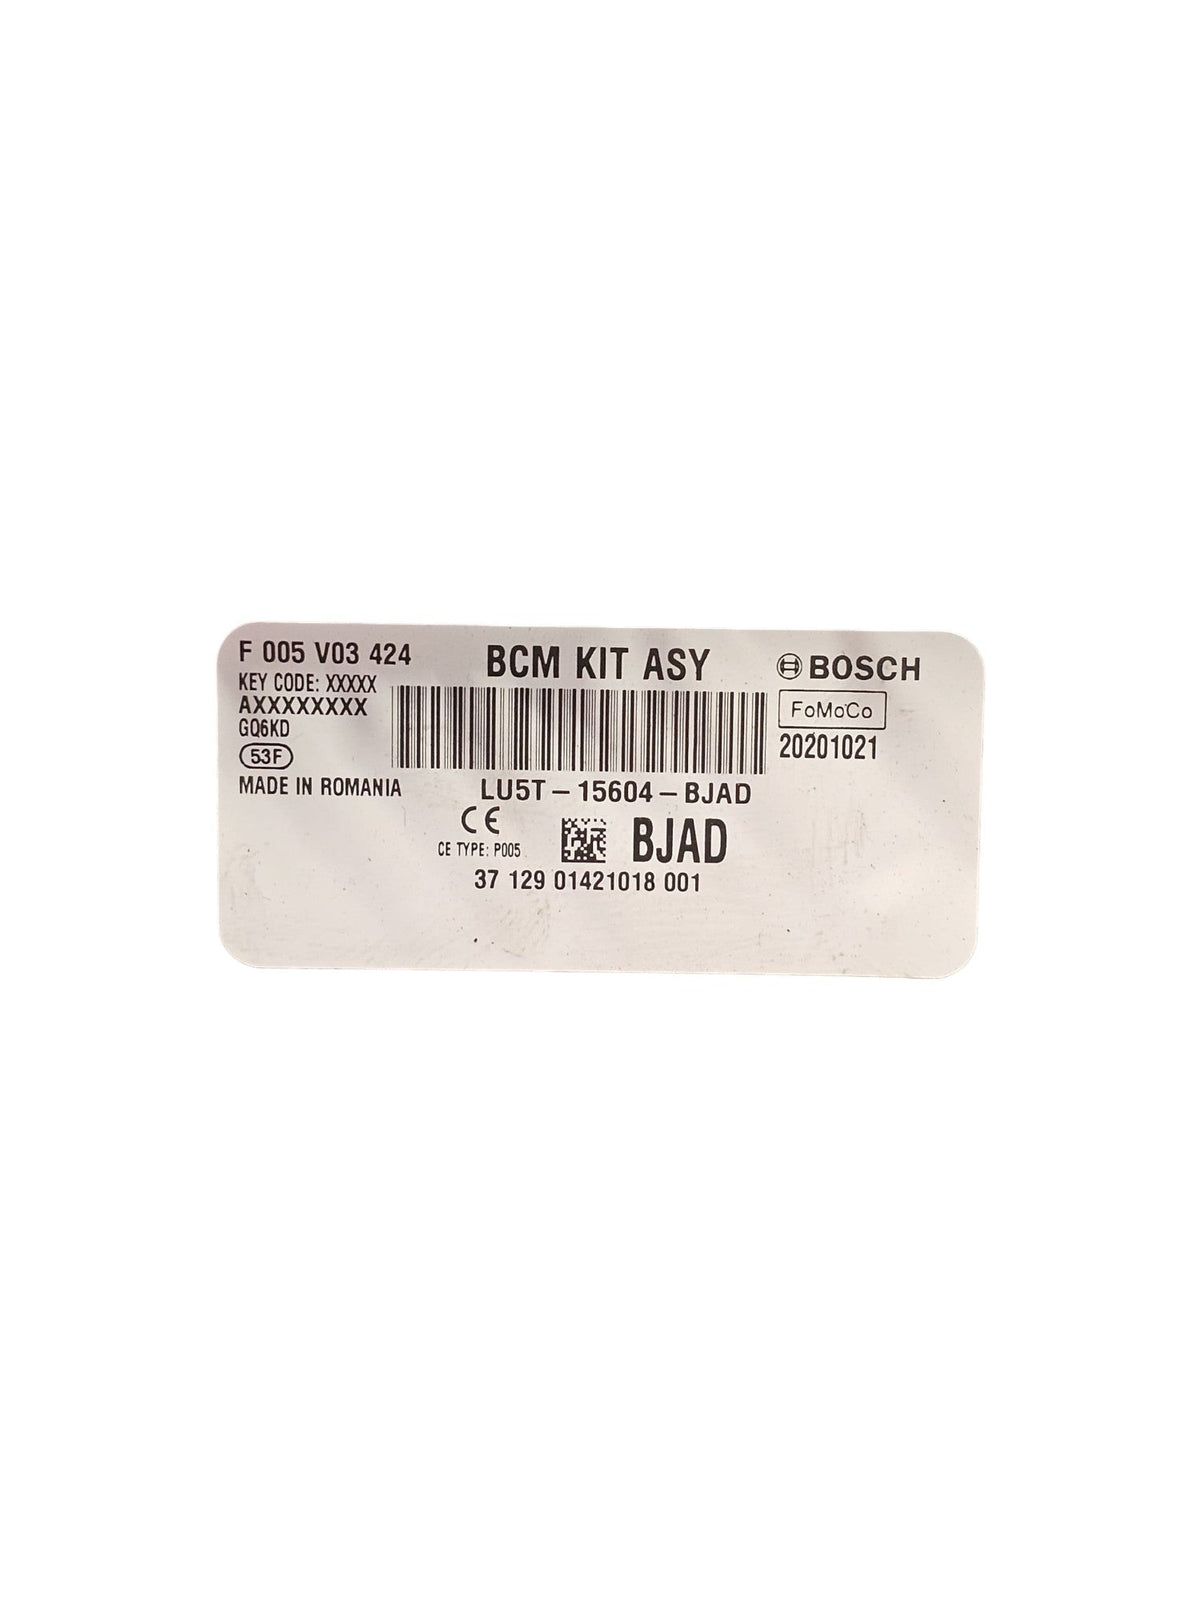 F 005 V03 424
BCM KIT ASY
BOSCH
KEY CODE: XXXXX
AXXXXXXXXX
GQ6KD
53F
MADE IN ROMANIA
FoMoCo
20201021
LU5T-15604-BJAD
CE
CE TYPE: P005
BJAD
37 129 01421018 001